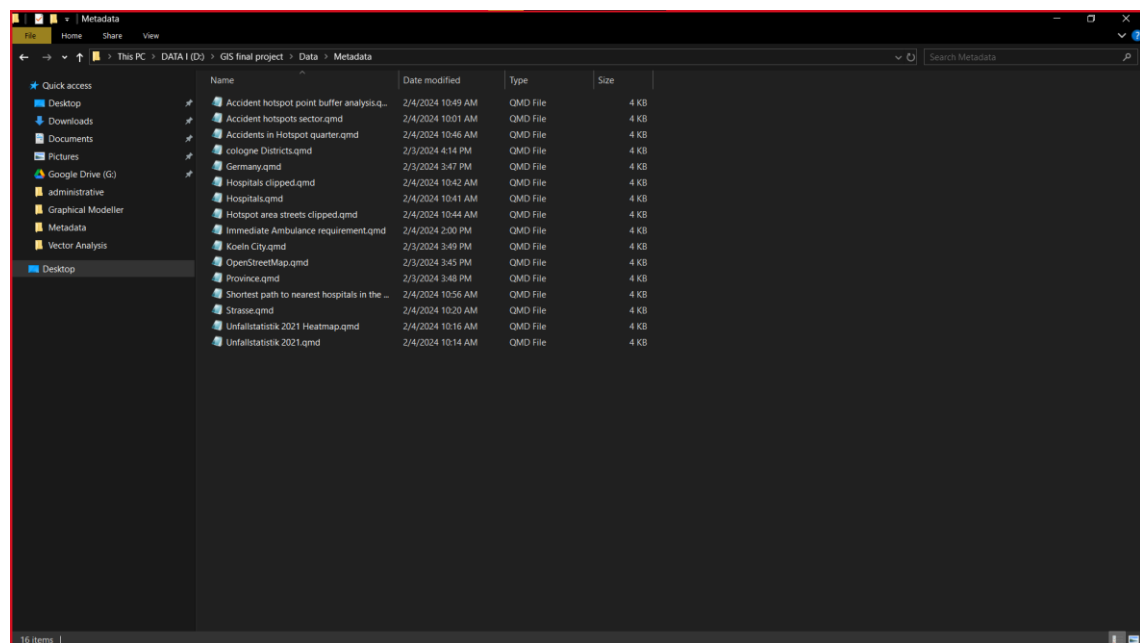 Metadata
File Home Share View
This PC > DATA I (D:) > GIS final project > Data > Metadata
Search Metadata
Quick access
Desktop
Downloads
Documents
Pictures
Google Drive (G:)
administrative
Graphical Modeller
Metadata
Vector Analysis
Desktop
Name Date modified Type Size
Accident hotspot point buffer analysis.q... 2/4/2024 10:49 AM QMD File 4 KB
Accident hotspots sector.qmd 2/4/2024 10:01 AM QMD File 4 KB
Accidents in Hotspot quarter.qmd 2/4/2024 10:46 AM QMD File 4 KB
cologne Districts.qmd 2/3/2024 4:14 PM QMD File 4 KB
Germany.qmd 2/3/2024 3:47 PM QMD File 4 KB
Hospitals clipped.qmd 2/4/2024 10:42 AM QMD File 4 KB
Hospitals.qmd 2/4/2024 10:41 AM QMD File 4 KB
Hotspot area streets clipped.qmd 2/4/2024 10:44 AM QMD File 4 KB
Immediate Ambulance requirement.qmd 2/4/2024 2:00 PM QMD File 4 KB
Koeln City.qmd 2/3/2024 3:49 PM QMD File 4 KB
OpenStreetMap.qmd 2/3/2024 3:45 PM QMD File 4 KB
Province.qmd 2/3/2024 3:48 PM QMD File 4 KB
Shortest path to nearest hospitals in the ... 2/4/2024 10:56 AM QMD File 4 KB
Strasse.qmd 2/4/2024 10:20 AM QMD File 4 KB
Unfallstatistik 2021 Heatmap.qmd 2/4/2024 10:16 AM QMD File 4 KB
Unfallstatistik 2021.qmd 2/4/2024 10:14 AM QMD File 4 KB
16 items